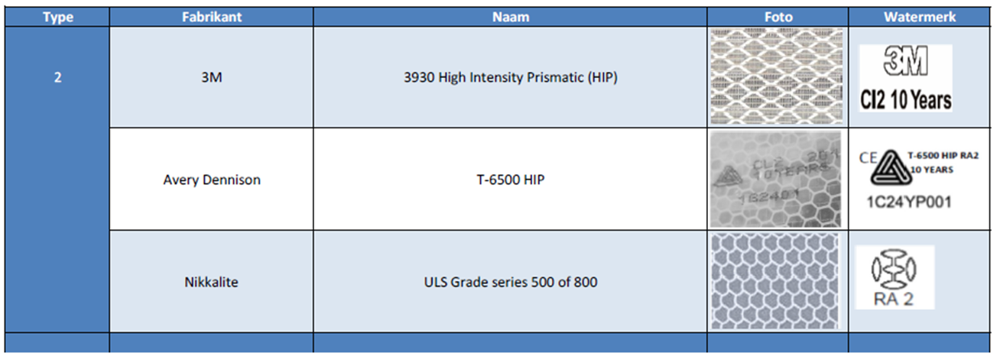 Type Fabrikant Naam Foto Watermerk
2 3M 3930 High Intensity Prismatic (HIP)
3M
CI2 10 Years
Avery Dennison T-6500 HIP
CL2 201
10YEARS
1B2401
CE T-6500 HIP RA2
10 YEARS
1C24YP001
Nikkalite ULS Grade series 500 of 800
RA 2